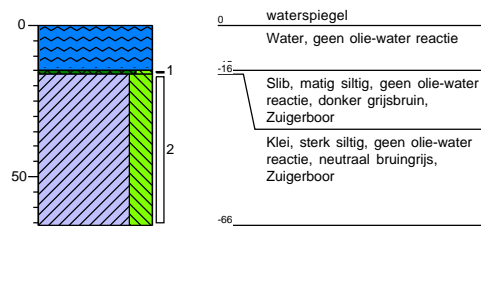 waterspiegel
0
0
Water, geen olie-water reactie
1
-16
Slib, matig siltig, geen olie-water
reactie, donker grijsbruin,
Zuigerboor
Klei, sterk siltig, geen olie-water
reactie, neutraal bruingrijs,
Zuigerboor
2
50
-66